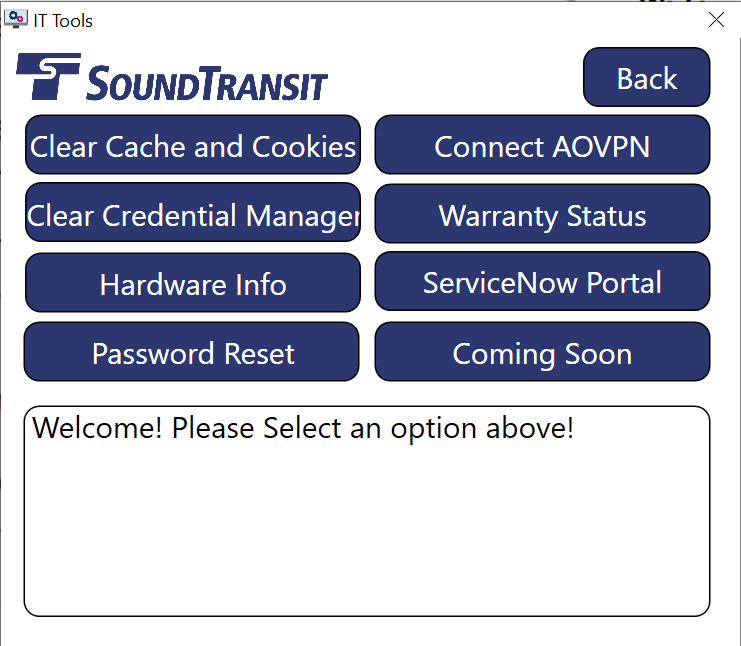 IT Tools
SOUNDTRANSIT
Back
Clear Cache and Cookies
Connect AOVPN
Clear Credential Manager
Warranty Status
Hardware Info
ServiceNow Portal
Password Reset
Coming Soon
Welcome! Please Select an option above!